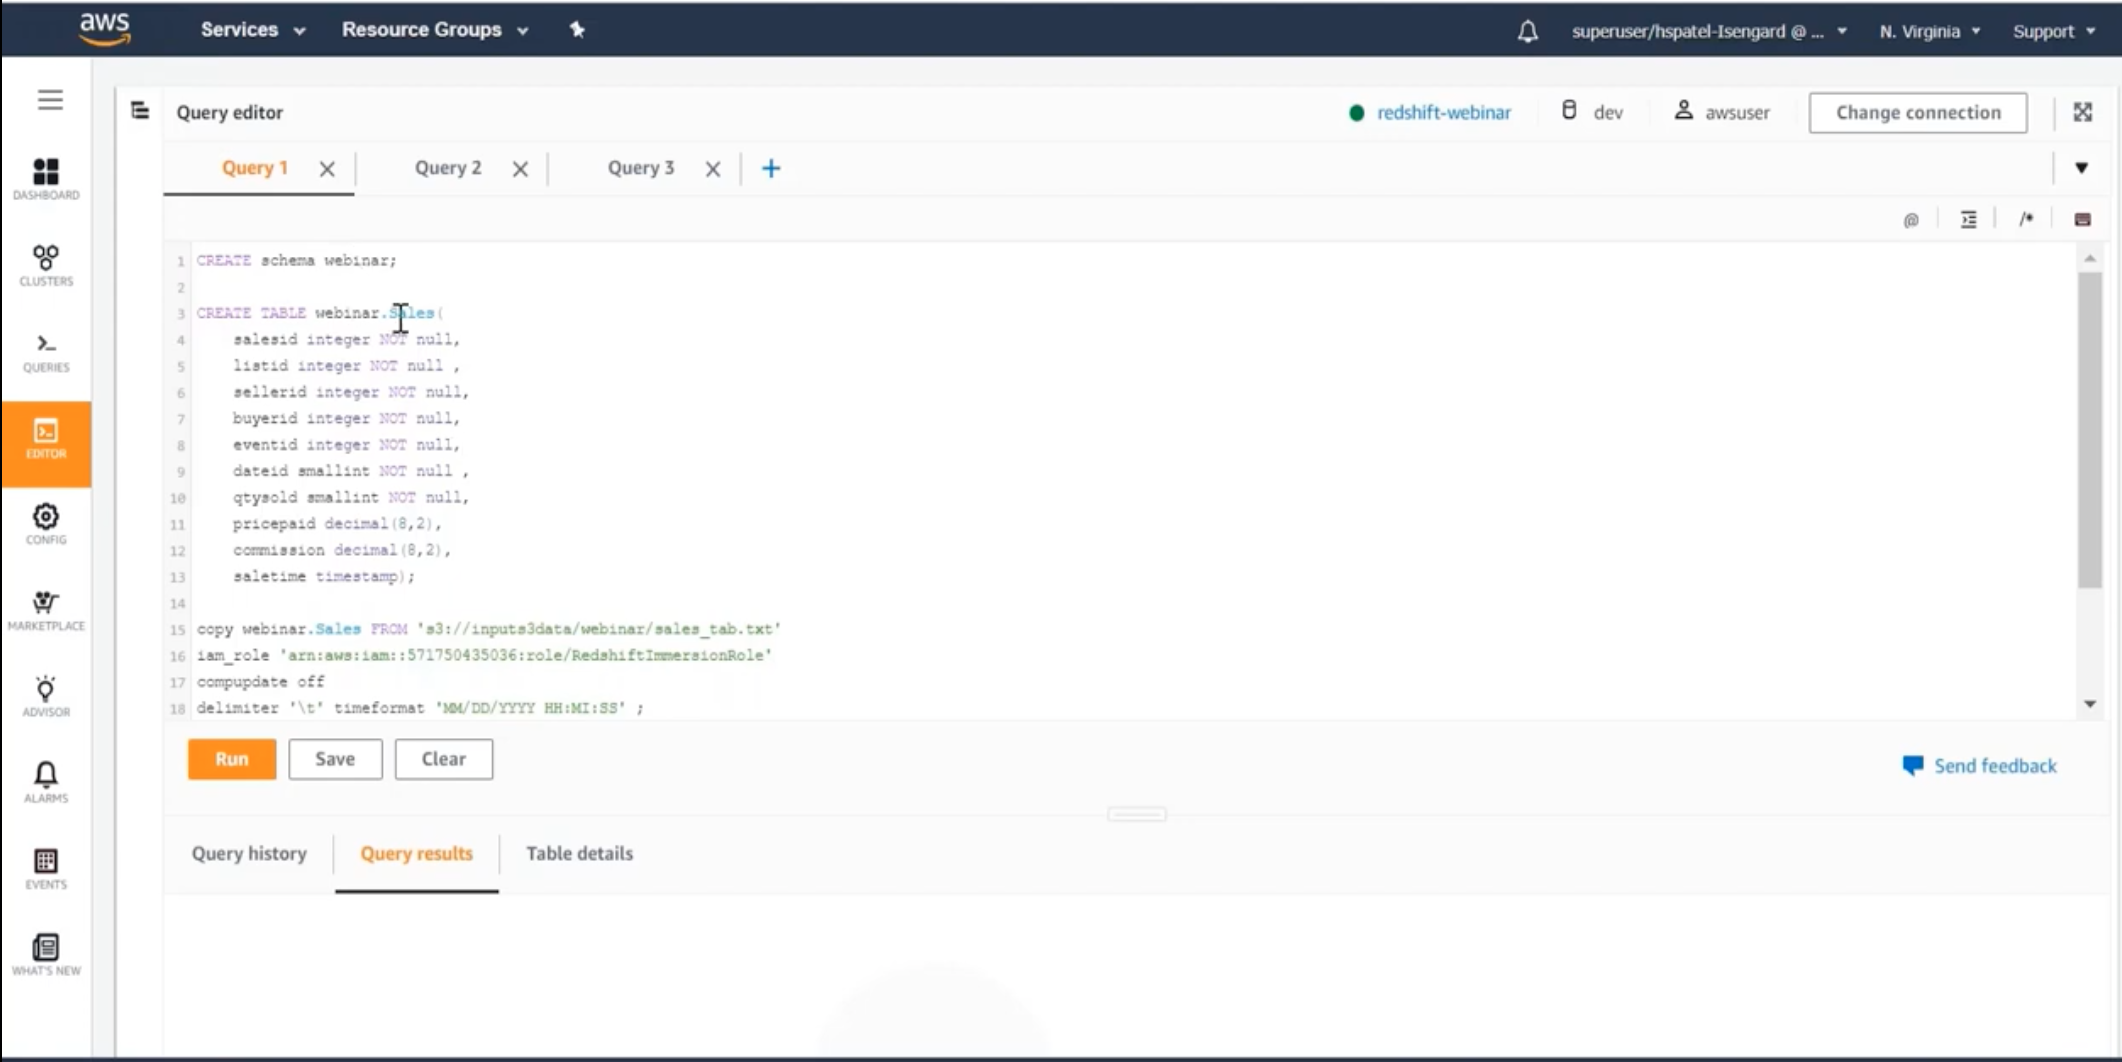 aws Services Resource Groups superuser/hspatel-Isengard @ ... N. Virginia Support
Query editor redshift-webinar dev awsuser Change connection
Query 1 Query 2 Query 3 +
DASHBOARD
CLUSTERS
QUERIES
EDITOR
CONFIG
MARKETPLACE
ADVISOR
ALARMS
EVENTS
WHAT'S NEW
@ /*
1 CREATE schema webinar;
2
3 CREATE TABLE webinar.Sales(
4 salesid integer NOT null,
5 listid integer NOT null ,
6 sellerid integer NOT null,
7 buyerid integer NOT null,
8 eventid integer NOT null,
9 dateid smallint NOT null ,
10 qtysold smallint NOT null,
11 pricepaid decimal(8,2),
12 commission decimal(8,2),
13 saletime timestamp);
14
15 copy webinar.Sales FROM 's3://inputs3data/webinar/sales_tab.txt'
16 iam_role 'arn:aws:iam::571750435036:role/RedshiftImmersionRole'
17 compupdate off
18 delimiter '\t' timeformat 'MM/DD/YYYY HH:MI:SS' ;
Run Save Clear Send feedback
Query history Query results Table details